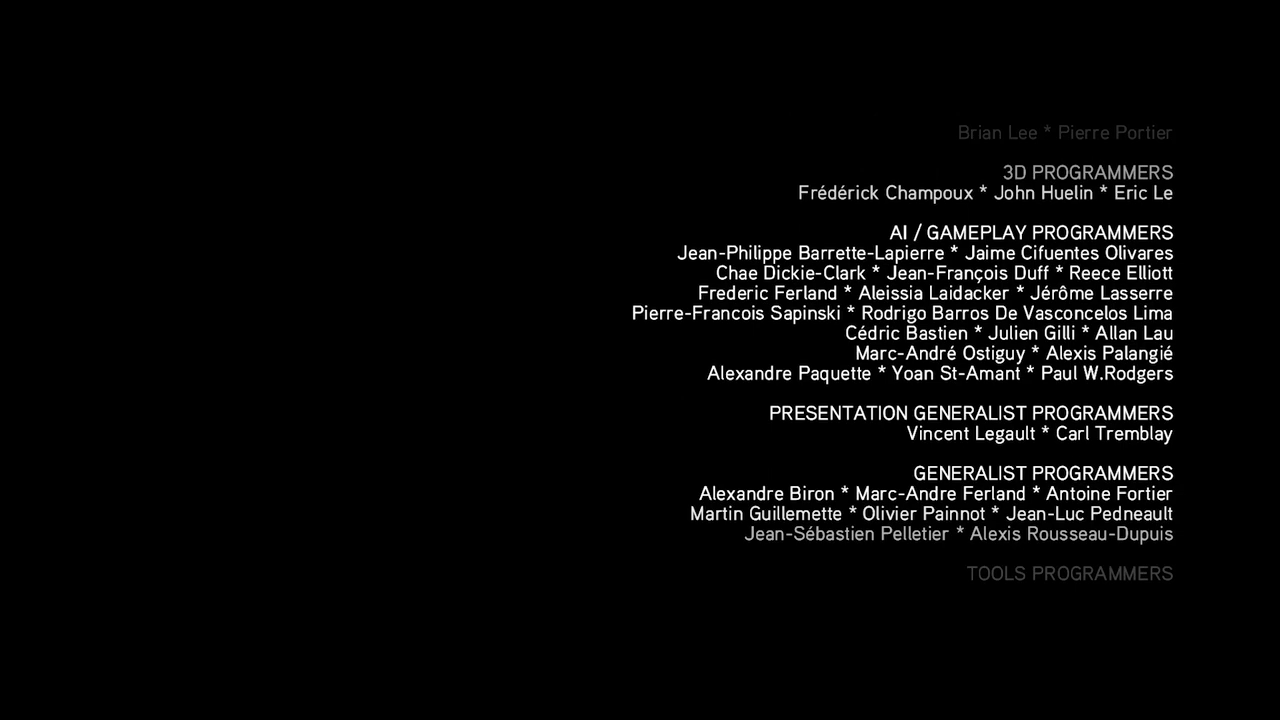 Brian Lee * Pierre Portier
3D PROGRAMMERS
Frédérick Champoux * John Huelin * Eric Le
AI / GAMEPLAY PROGRAMMERS
Jean-Philippe Barrette-Lapierre * Jaime Cifuentes Olivares
Chae Dickie-Clark * Jean-François Duff * Reece Elliott
Frederic Ferland * Aleissia Laidacker * Jérôme Lasserre
Pierre-Francois Sapinski * Rodrigo Barros De Vasconcelos Lima
Cédric Bastien * Julien Gilli * Allan Lau
Marc-André Ostiguy * Alexis Palangié
Alexandre Paquette * Yoan St-Amant * Paul W.Rodgers
PRESENTATION GENERALIST PROGRAMMERS
Vincent Legault * Carl Tremblay
GENERALIST PROGRAMMERS
Alexandre Biron * Marc-Andre Ferland * Antoine Fortier
Martin Guillemette * Olivier Painnot * Jean-Luc Pedneault
Jean-Sébastien Pelletier * Alexis Rousseau-Dupuis
TOOLS PROGRAMMERS